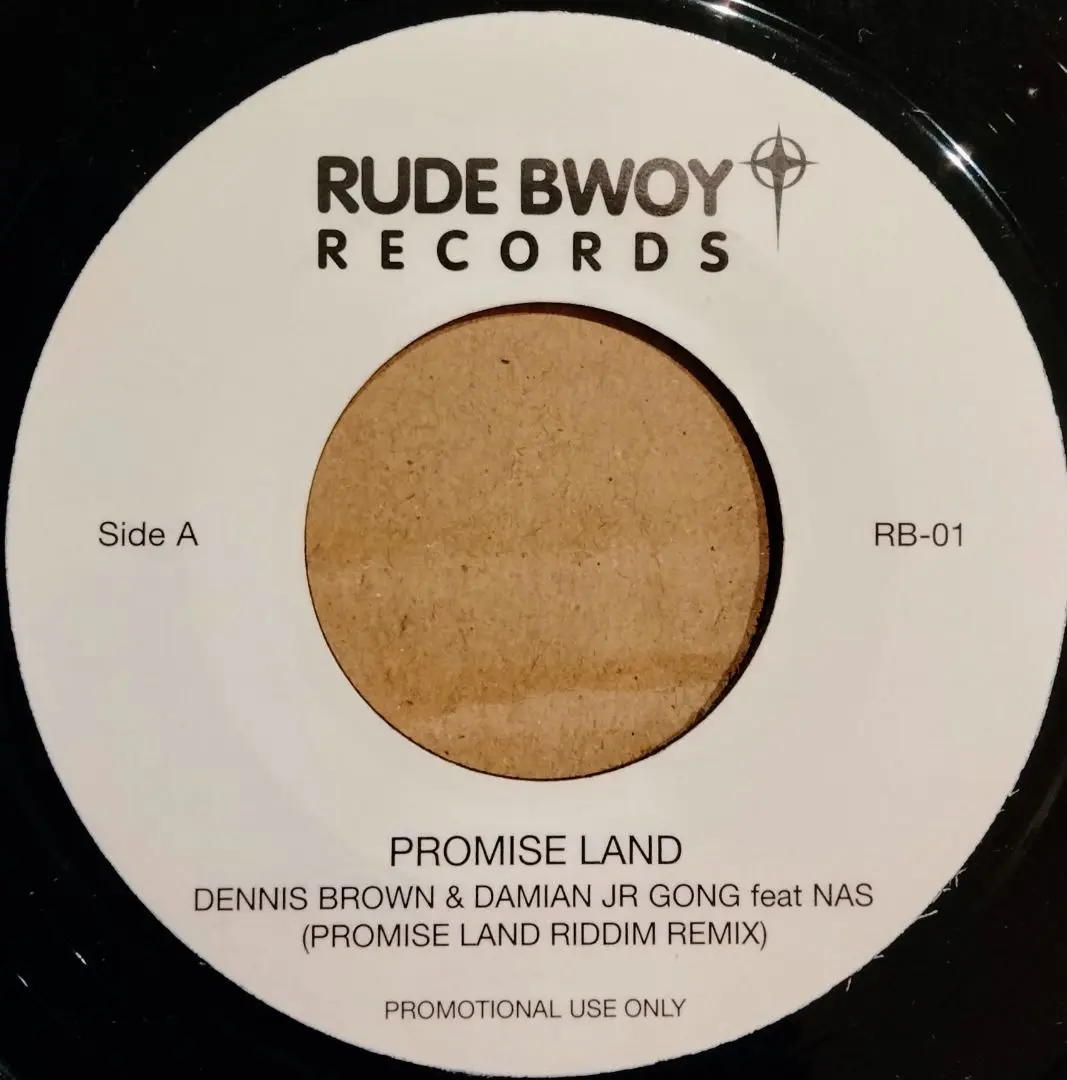 RUDE BWOY
RECORDS
Side A
RB-01
PROMISE LAND
DENNIS BROWN & DAMIAN JR GONG feat NAS
(PROMISE LAND RIDDIM REMIX)
PROMOTIONAL USE ONLY